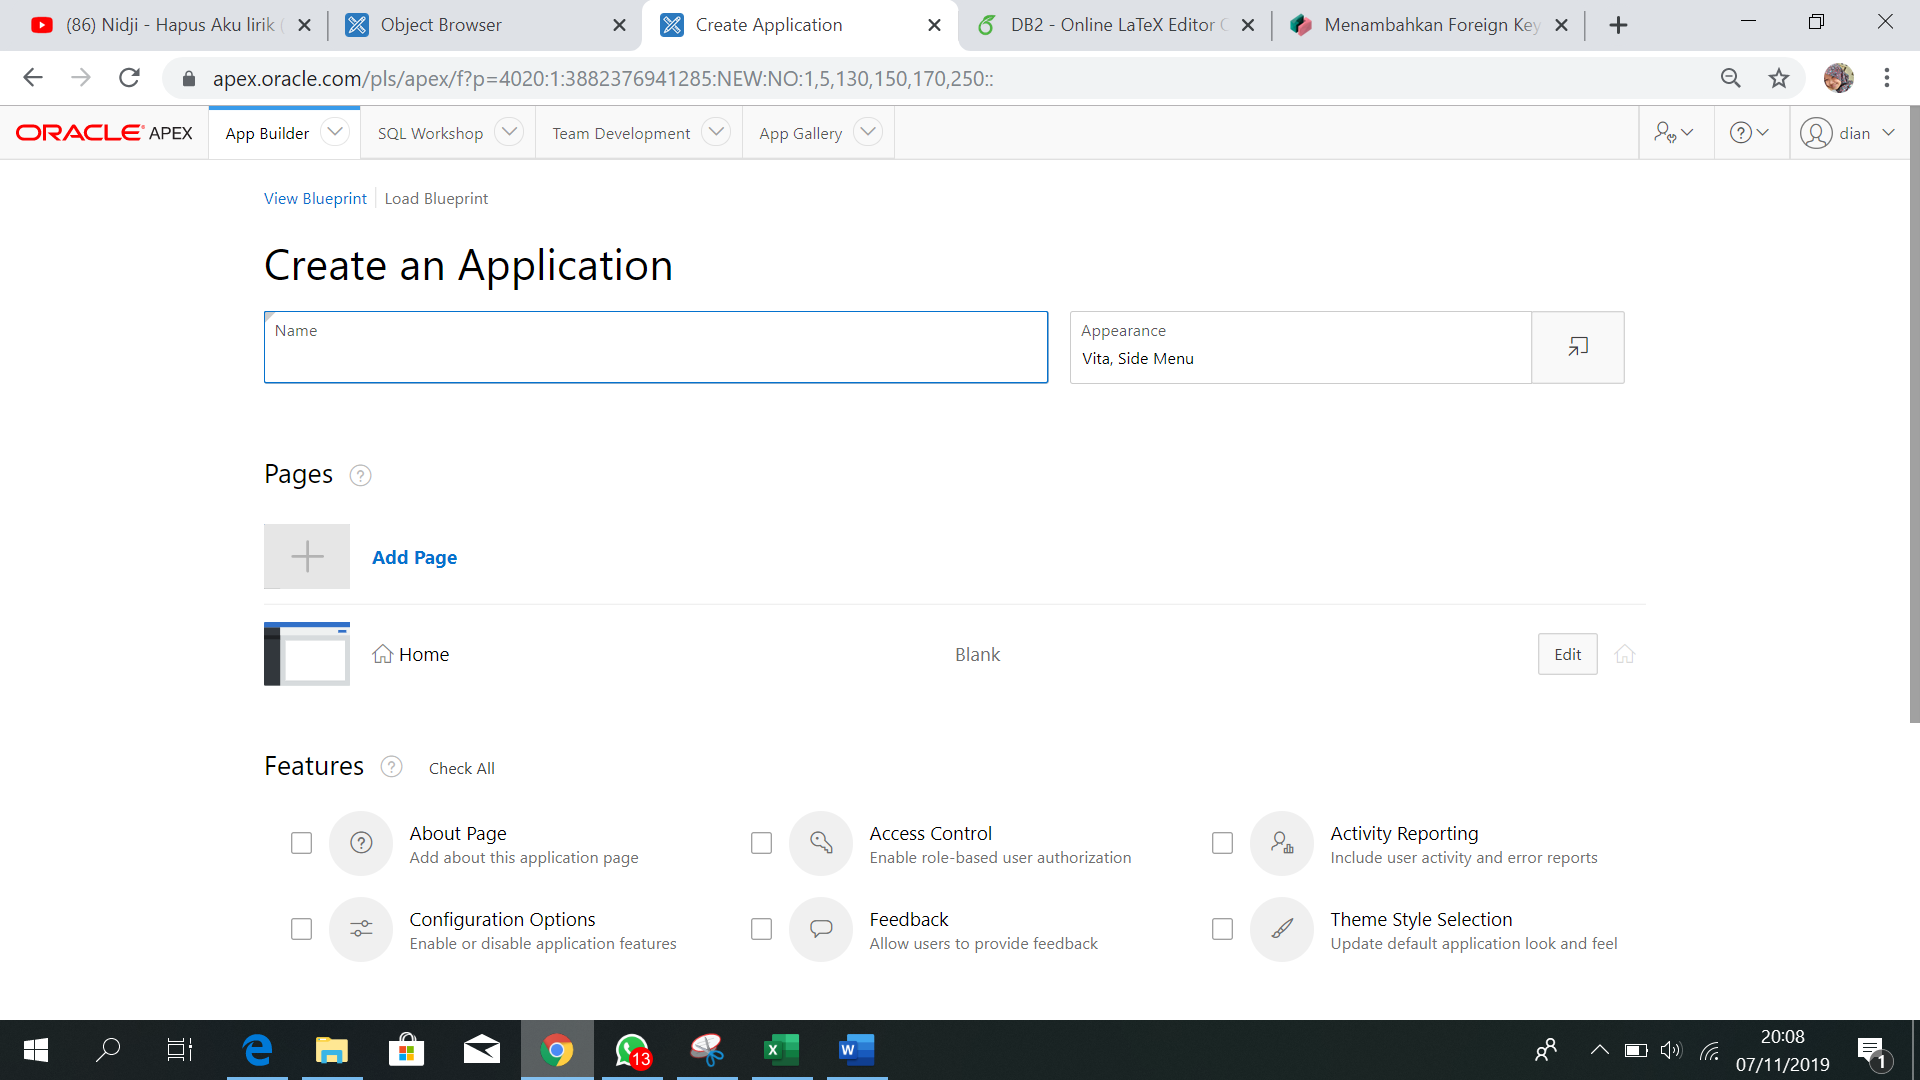 (86) Nidji - Hapus Aku lirik (
Object Browser
Create Application
DB2 - Online LaTeX Editor
Menambahkan Foreign Key
apex.oracle.com/pls/apex/f?p=4020:1:3882376941285:NEW:NO:1,5,130,150,170,250::
ORACLE APEX
App Builder
SQL Workshop
Team Development
App Gallery
dian
View Blueprint
Load Blueprint
Create an Application
Name
Appearance
Vita, Side Menu
Pages
Add Page
Home
Blank
Edit
Features
Check All
About Page
Add about this application page
Access Control
Enable role-based user authorization
Activity Reporting
Include user activity and error reports
Configuration Options
Enable or disable application features
Feedback
Allow users to provide feedback
Theme Style Selection
Update default application look and feel
13
20:08
07/11/2019
1